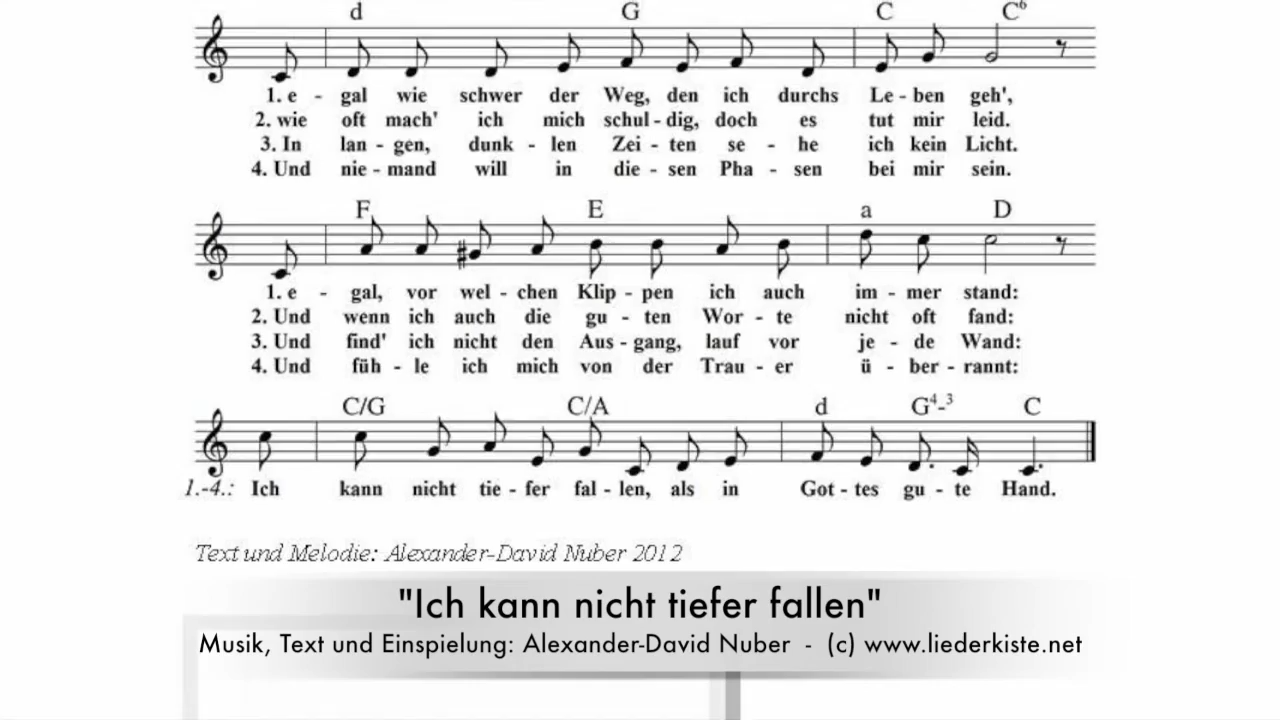 d G C C6
1. e - gal wie schwer der Weg, den ich durchs Le - ben geh',
2. wie oft mach' ich mich schul - dig, doch es tut mir leid.
3. In lan - gen, dunk - len Zei - ten se - he ich kein Licht.
4. Und nie - mand will in die - sen Pha - sen bei mir sein.
F E a D
1. e - gal, vor wel - chen Klip - pen ich auch im - mer stand:
2. Und wenn ich auch die gu - ten Wor - te nicht oft fand:
3. Und find' ich nicht den Aus - gang, lauf vor je - de Wand:
4. Und füh - le ich mich von der Trau - er ü - ber - rannt:
C/G C/A d G4-3 C
1.-4.: Ich kann nicht tie - fer fal - len, als in Got - tes gu - te Hand.
Text und Melodie: Alexander-David Nuber 2012
"Ich kann nicht tiefer fallen"
Musik, Text und Einspielung: Alexander-David Nuber - (c) www.liederkiste.net